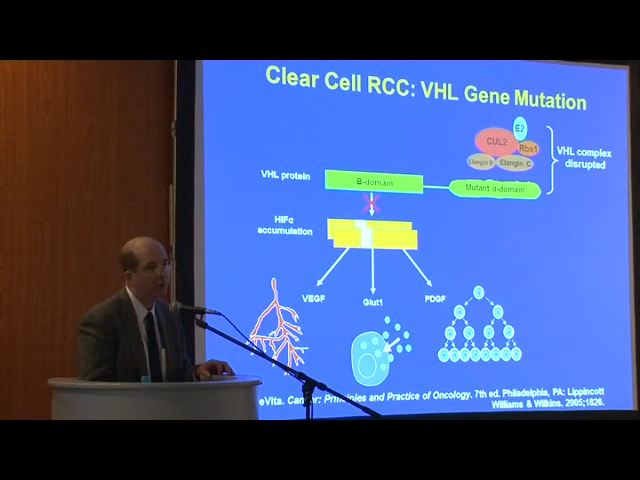 Clear Cell RCC: VHL Gene Mutation
E2
CUL2
Rbx1
Elongin B
Elongin C
VHL complex
disrupted
VHL protein
B-domain
Mutant α-domain
HIFα
accumulation
VEGF
Glut1
PDGF
eVita. Cancer: Principles and Practice of Oncology. 7th ed. Philadelphia, PA: Lippincott
Williams & Wilkins. 2005;1826.